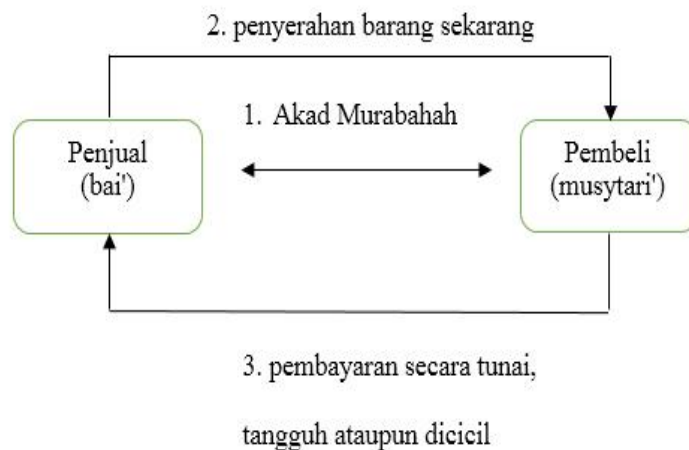 2. penyerahan barang sekarang
1. Akad Murabahah
Penjual
(bai')
Pembeli
(musytari')
3. pembayaran secara tunai,
tangguh ataupun dicicil